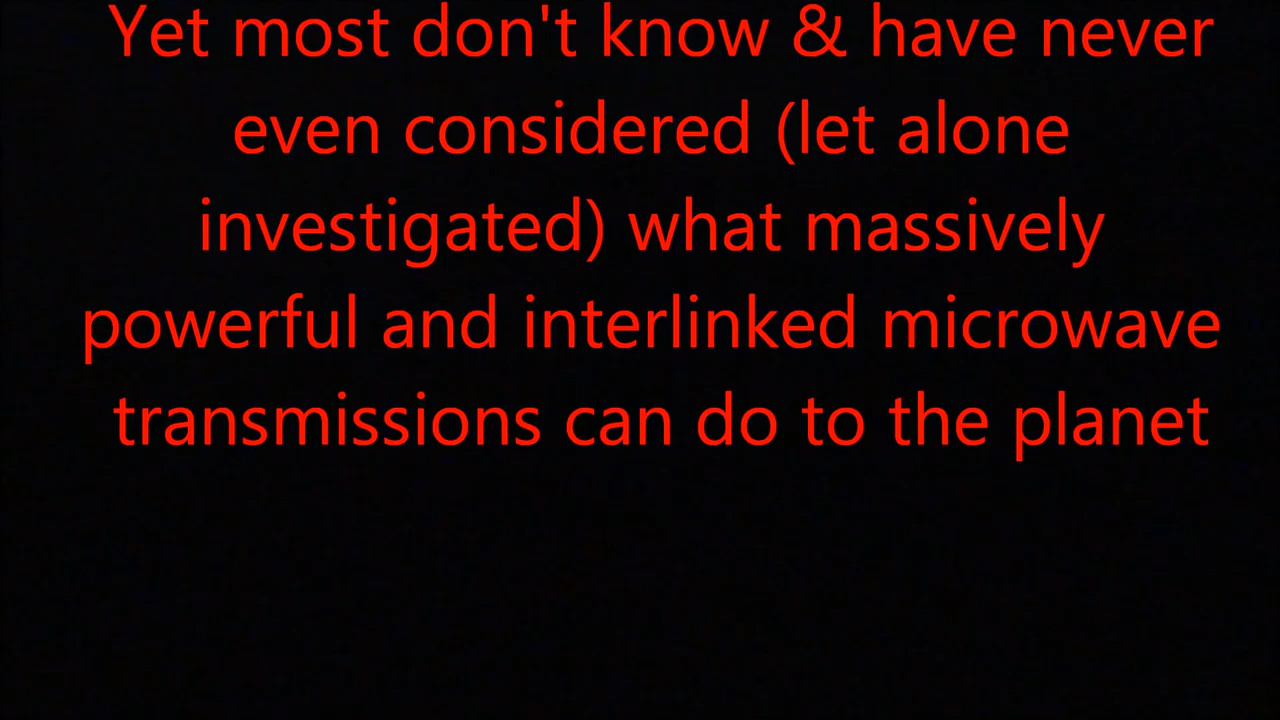 Yet most don't know & have never
even considered (let alone
investigated) what massively
powerful and interlinked microwave
transmissions can do to the planet